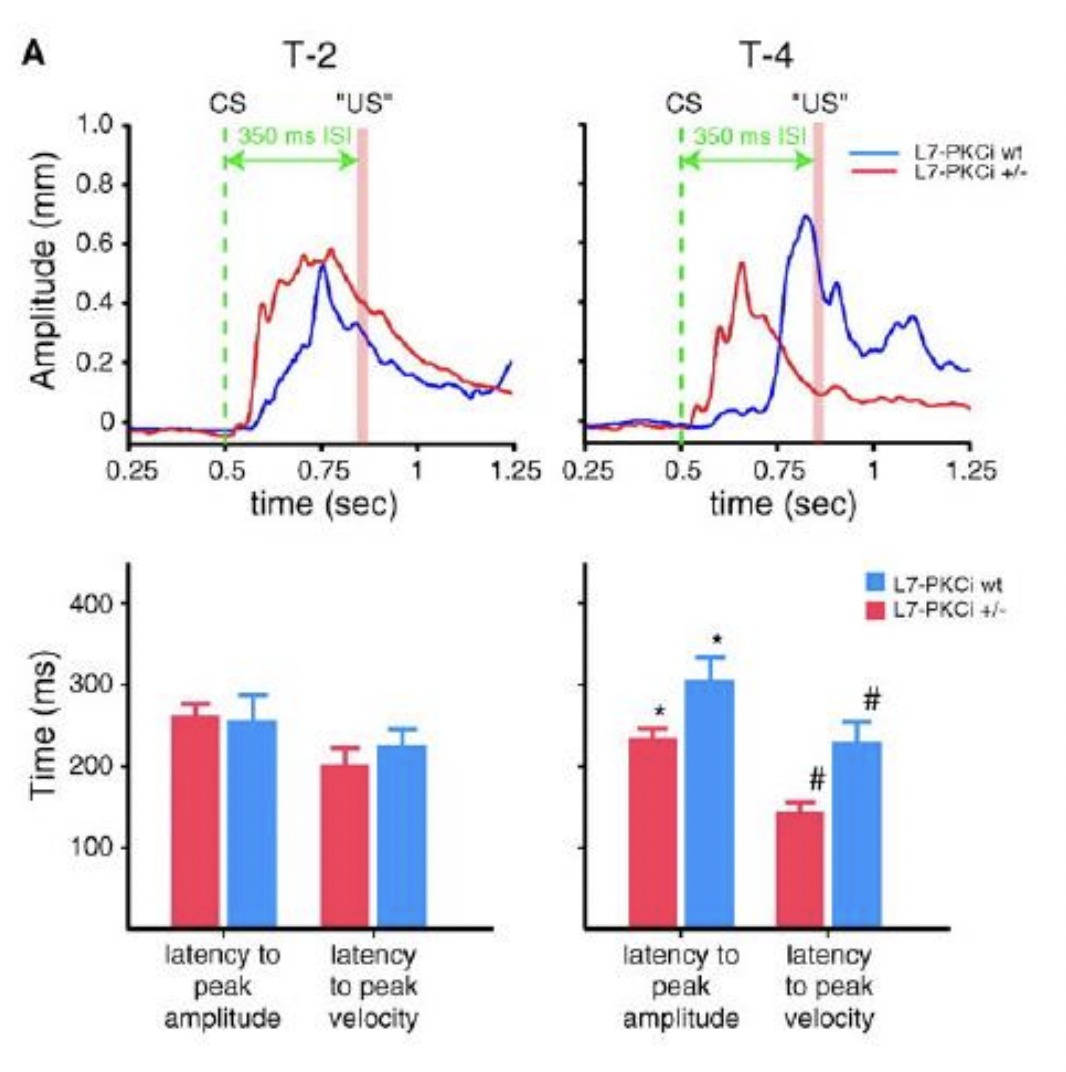 A
T-2
CS "US"
350 ms ISI
1.0
0.8
0.6
0.4
0.2
0
Amplitude (mm)
0.25 0.5 0.75 1 1.25
time (sec)
T-4
CS "US"
350 ms ISI
L7-PKCi wt
L7-PKCi +/-
0.25 0.5 0.75 1 1.25
time (sec)
400
300
200
100
Time (ms)
latency to
peak
amplitude
latency
to peak
velocity
L7-PKCi wt
L7-PKCi +/-
*
*
#
#
latency to
peak
amplitude
latency
to peak
velocity